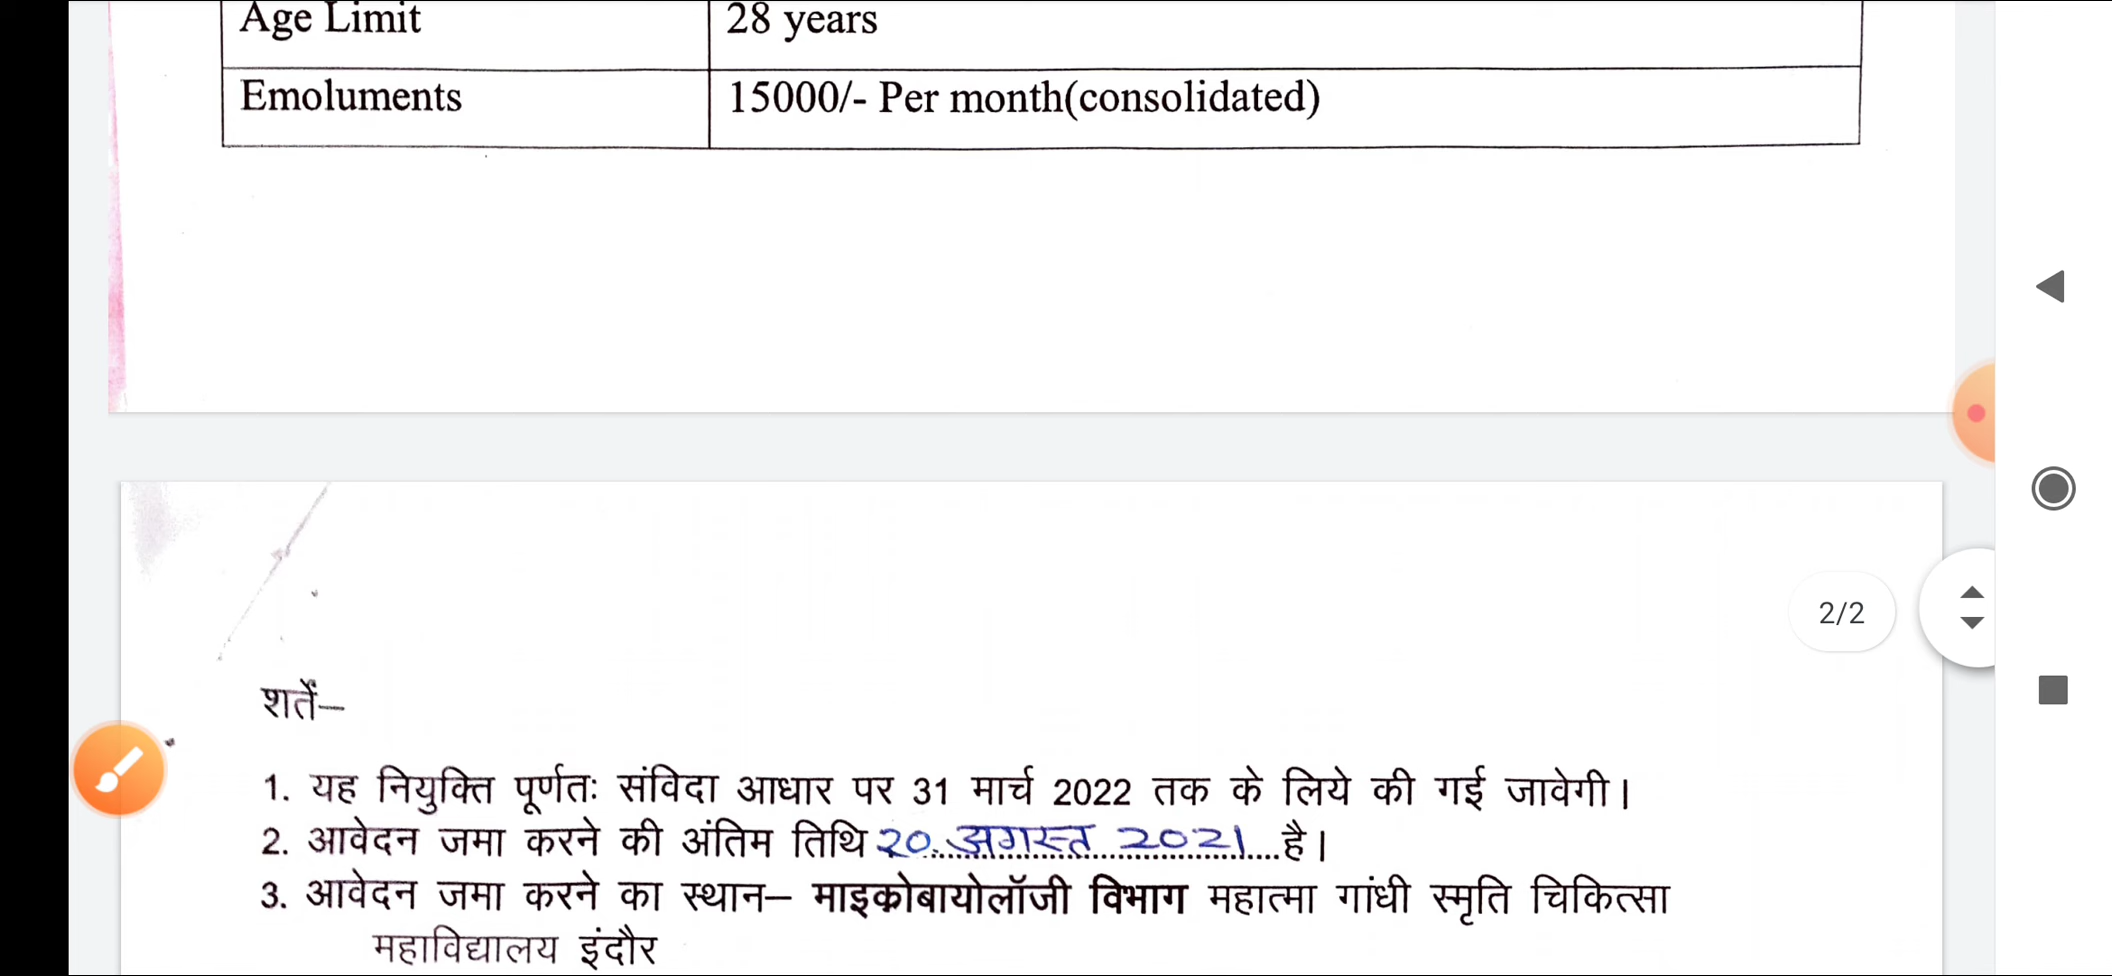 Age Limit 28 years
Emoluments 15000/- Per month(consolidated)
2/2
शर्ते–
1. यह नियुक्ति पूर्णतः संविदा आधार पर 31 मार्च 2022 तक के लिये की गई जावेगी।
2. आवेदन जमा करने की अंतिम तिथि 20. अगस्त 2021 है।
3. आवेदन जमा करने का स्थान– माइकोबायोलॉजी विभाग महात्मा गांधी स्मृति चिकित्सा
महाविद्यालय इंदौर